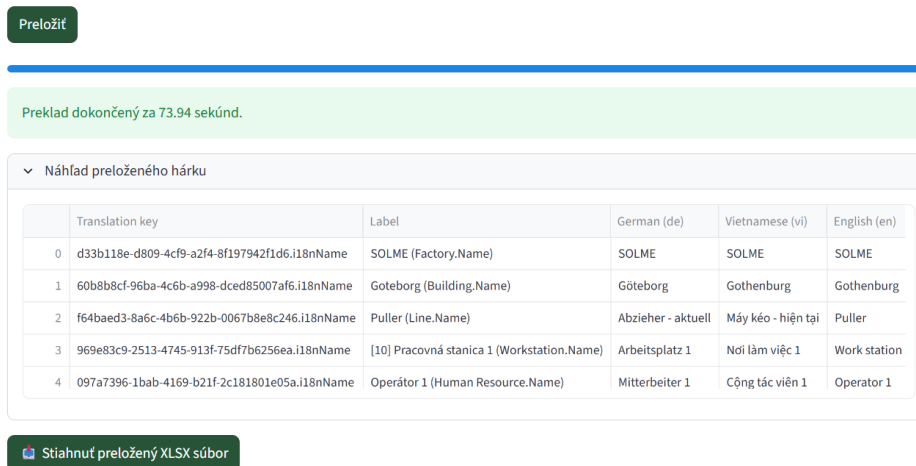 Preložiť
Preklad dokončený za 73.94 sekúnd.
Náhľad preloženého hárku
Translation key Label German (de) Vietnamese (vi) English (en)
0 d33b118e-d809-4cf9-a2f4-8f197942f1d6.i18nName SOLME (Factory.Name) SOLME SOLME SOLME
1 60b8b8cf-96ba-4c6b-a998-dced85007af6.i18nName Goteborg (Building.Name) Göteborg Gothenburg Gothenburg
2 f64baed3-8a6c-4b6b-922b-0067b8e8c246.i18nName Puller (Line.Name) Abzieher - aktuell Máy kéo - hiện tại Puller
3 969e83c9-2513-4745-913f-75df7b6256ea.i18nName [10] Pracovná stanica 1 (Workstation.Name) Arbeitsplatz 1 Nơi làm việc 1 Work station
4 097a7396-1bab-4169-b21f-2c181801e05a.i18nName Operátor 1 (Human Resource.Name) Mitterbeiter 1 Cộng tác viên 1 Operator 1
Stiahnuť preložený XLSX súbor